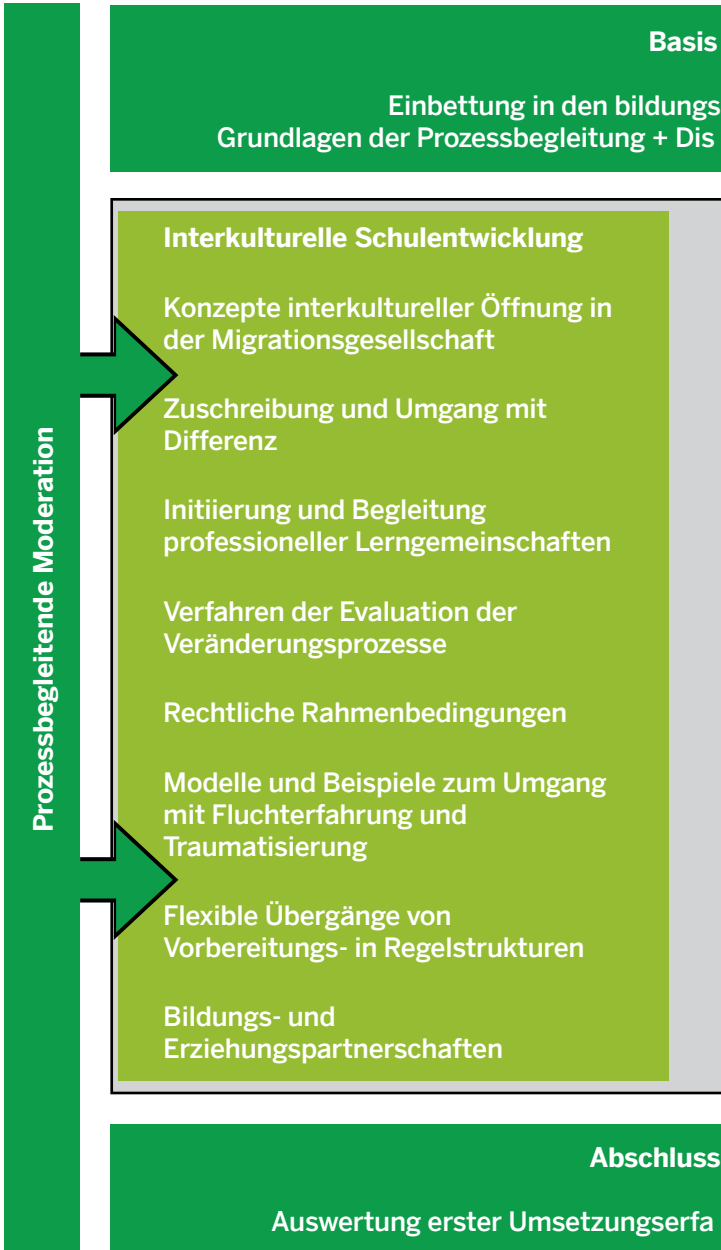 Prozessbegleitende Moderation
Basis
Einbettung in den bildungs
Grundlagen der Prozessbegleitung + Dis
Interkulturelle Schulentwicklung
Konzepte interkultureller Öffnung in
der Migrationsgesellschaft
Zuschreibung und Umgang mit
Differenz
Initiierung und Begleitung
professioneller Lerngemeinschaften
Verfahren der Evaluation der
Veränderungsprozesse
Rechtliche Rahmenbedingungen
Modelle und Beispiele zum Umgang
mit Fluchterfahrung und
Traumatisierung
Flexible Übergänge von
Vorbereitungs- in Regelstrukturen
Bildungs- und
Erziehungspartnerschaften
Abschluss
Auswertung erster Umsetzungserfa